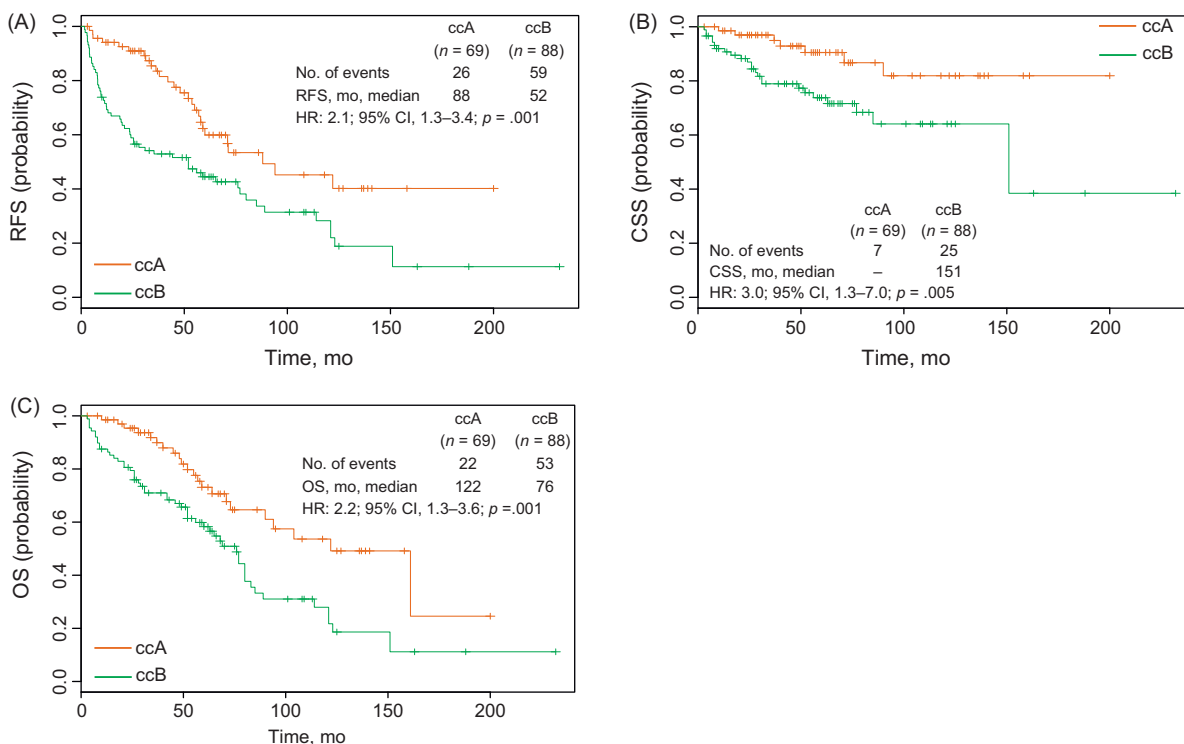 (A)
ccA ccB
(n = 69) (n = 88)
No. of events 26 59
RFS, mo, median 88 52
HR: 2.1; 95% CI, 1.3–3.4; p = .001
RFS (probability)
1.0
0.8
0.6
0.4
0.2
0.0
ccA
ccB
0 50 100 150 200
Time, mo
(B)
ccA
ccB
CSS (probability)
1.0
0.8
0.6
0.4
0.2
0.0
ccA ccB
(n = 69) (n = 88)
No. of events 7 25
CSS, mo, median – 151
HR: 3.0; 95% CI, 1.3–7.0; p = .005
0 50 100 150 200
Time, mo
(C)
ccA ccB
(n = 69) (n = 88)
No. of events 22 53
OS, mo, median 122 76
HR: 2.2; 95% CI, 1.3–3.6; p =.001
OS (probability)
1.0
0.8
0.6
0.4
0.2
0.0
ccA
ccB
0 50 100 150 200
Time, mo